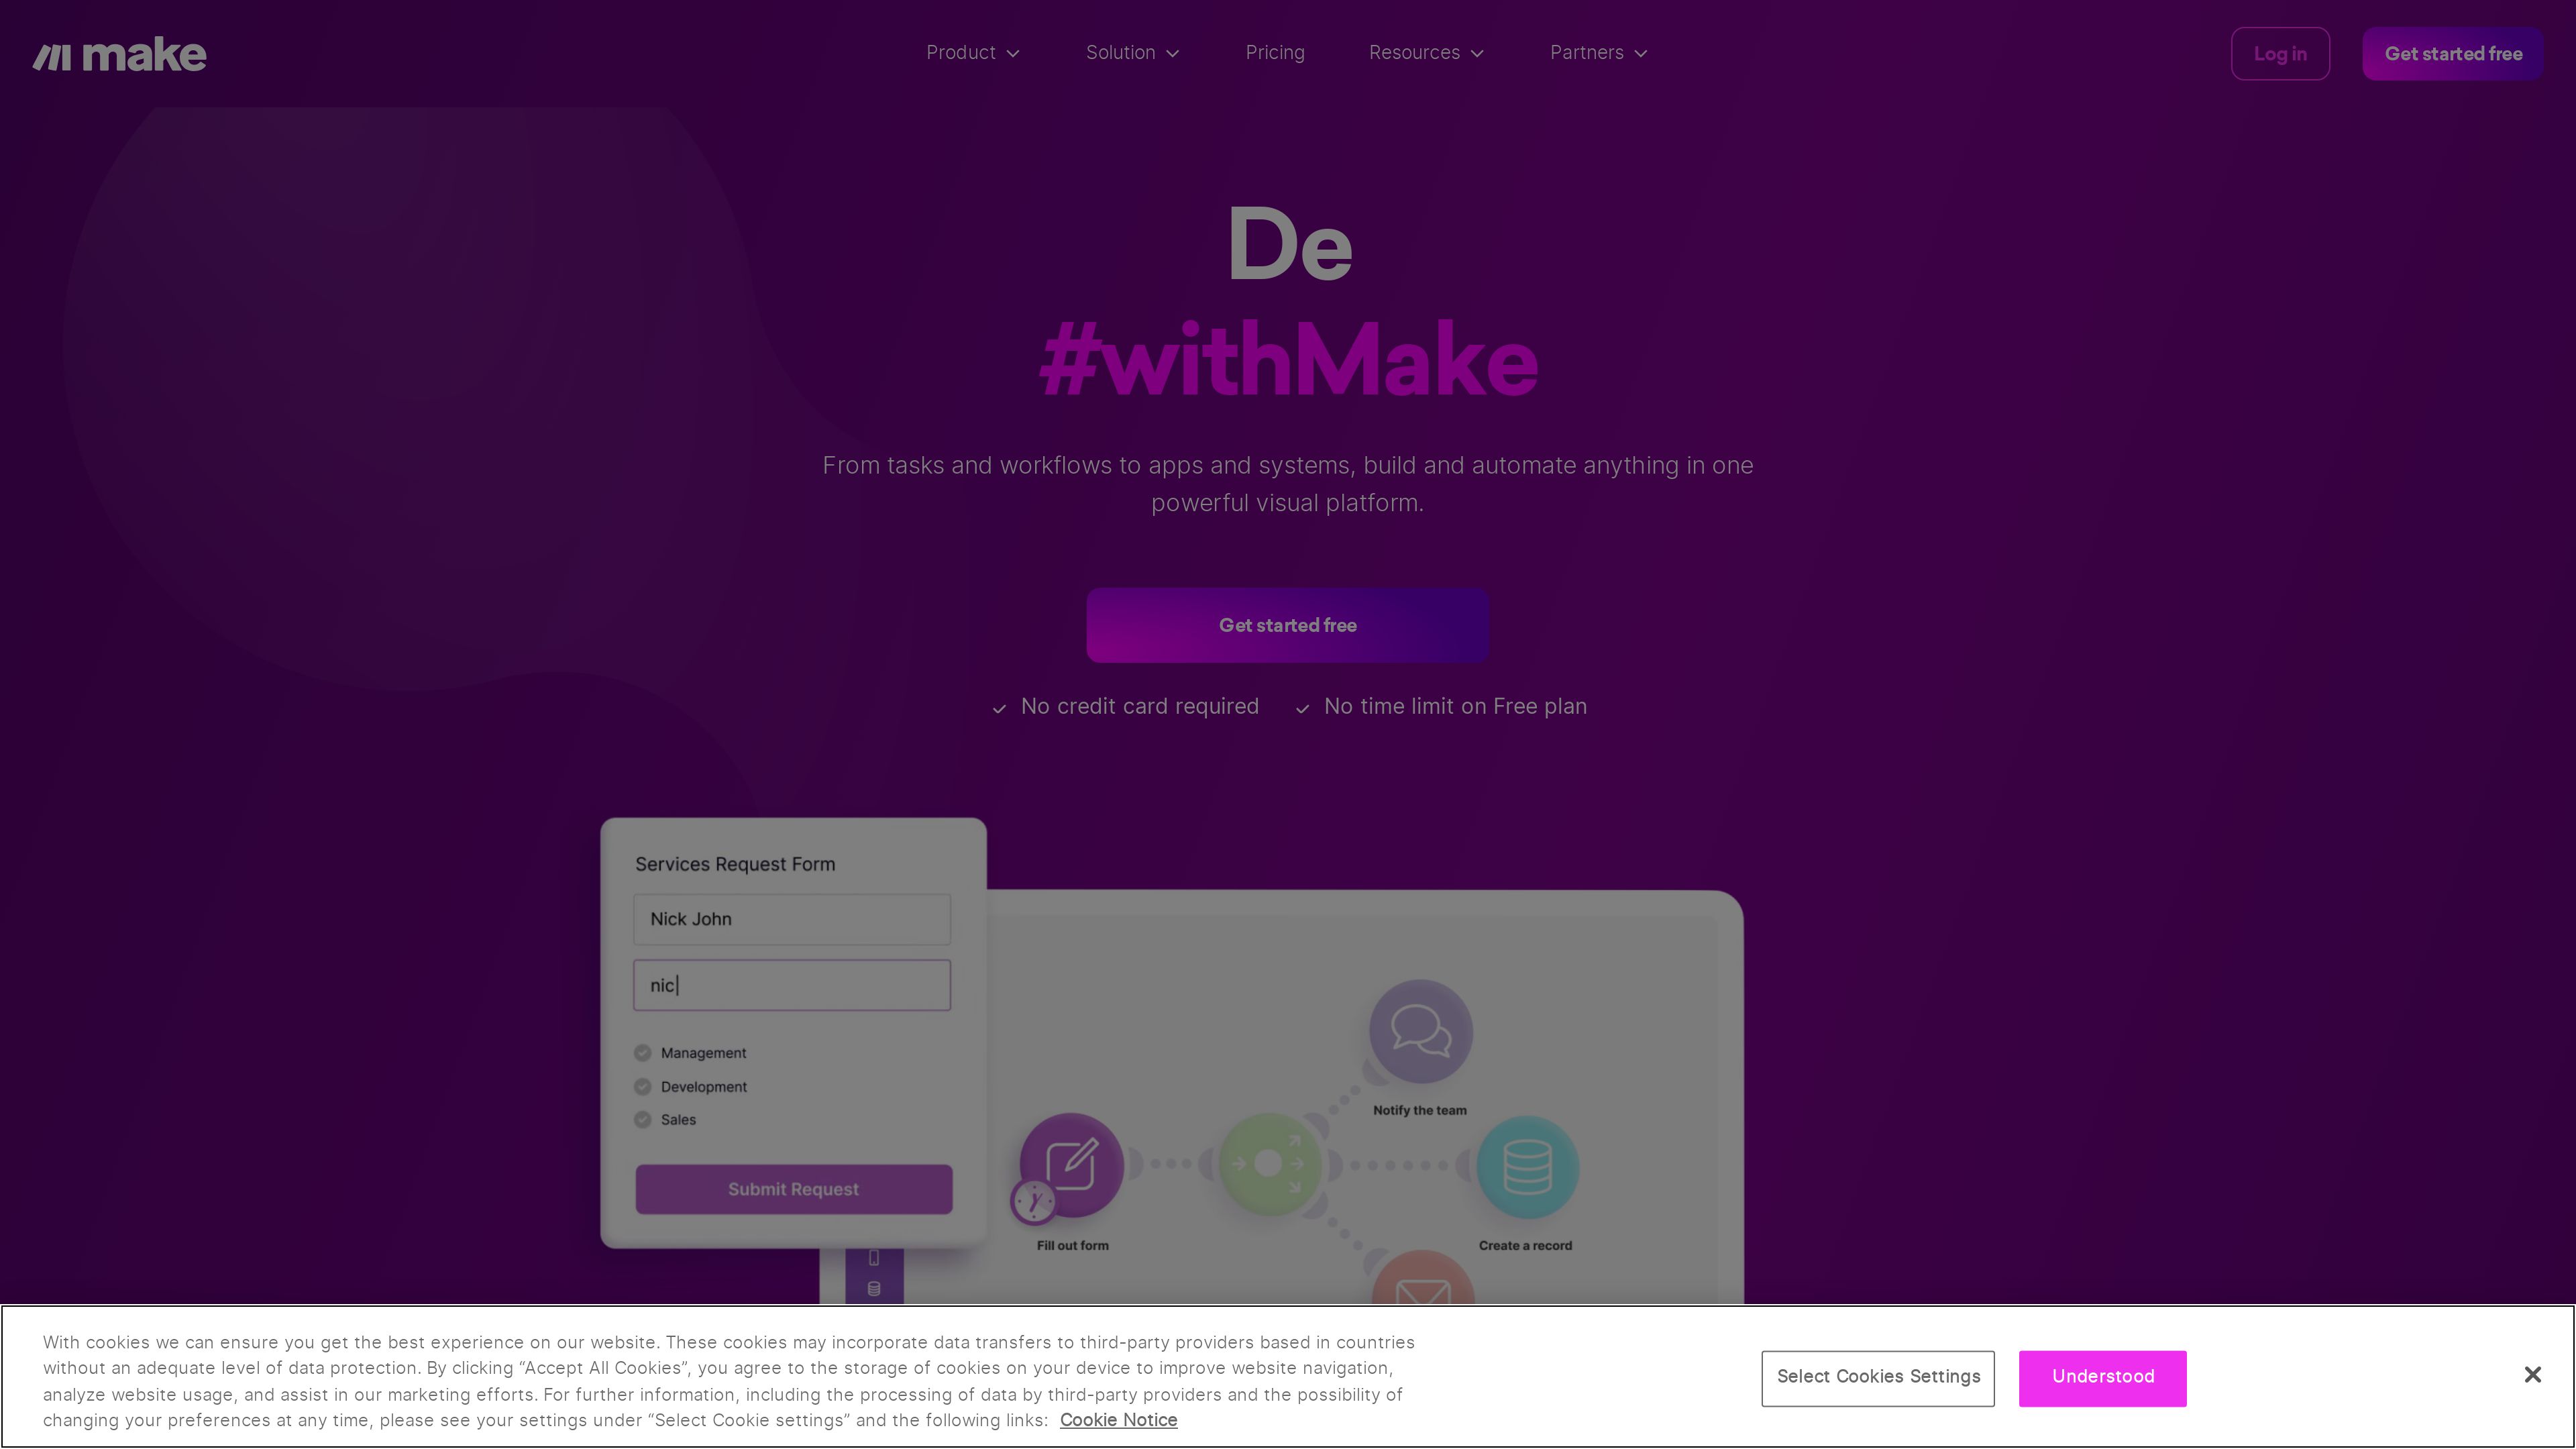 make
Product
Solution
Pricing
Resources
Partners
Log in
Get started free
De
#withMake
From tasks and workflows to apps and systems, build and automate anything in one
powerful visual platform.
Get started free
No credit card required
No time limit on Free plan
Services Request Form
Nick John
nic
Management
Development
Sales
Submit Request
Notify the team
Fill out form
Create a record
With cookies we can ensure you get the best experience on our website. These cookies may incorporate data transfers to third-party providers based in countries
without an adequate level of data protection. By clicking “Accept All Cookies”, you agree to the storage of cookies on your device to improve website navigation,
analyze website usage, and assist in our marketing efforts. For further information, including the processing of data by third-party providers and the possibility of
changing your preferences at any time, please see your settings under “Select Cookie settings” and the following links: Cookie Notice
Select Cookies Settings
Understood